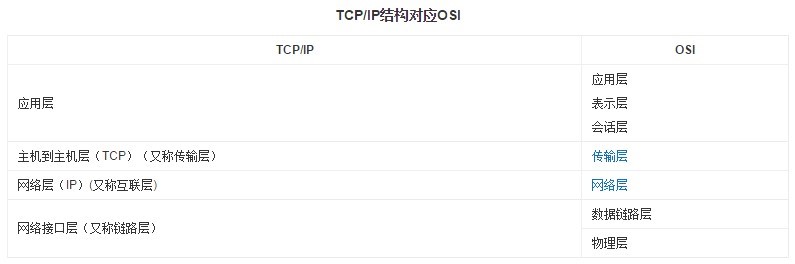 TCP/IP结构对应OSI
TCP/IP
OSI
应用层
应用层
表示层
会话层
主机到主机层（TCP）（又称传输层）
传输层
网络层（IP）(又称互联层)
网络层
网络接口层（又称链路层）
数据链路层
物理层